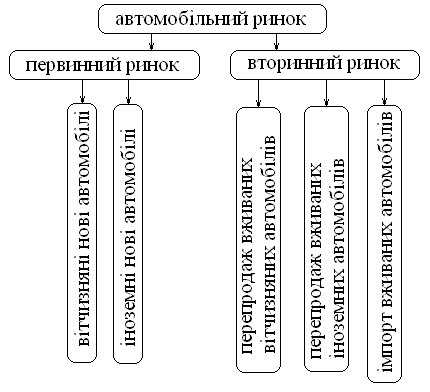 автомобільний ринок
первинний ринок
вторинний ринок
вітчизняні нові автомобілі
іноземні нові автомобілі
перепродаж вживаних
вітчизняних автомобілів
перепродаж вживаних
іноземних автомобілів
імпорт вживаних автомобілів